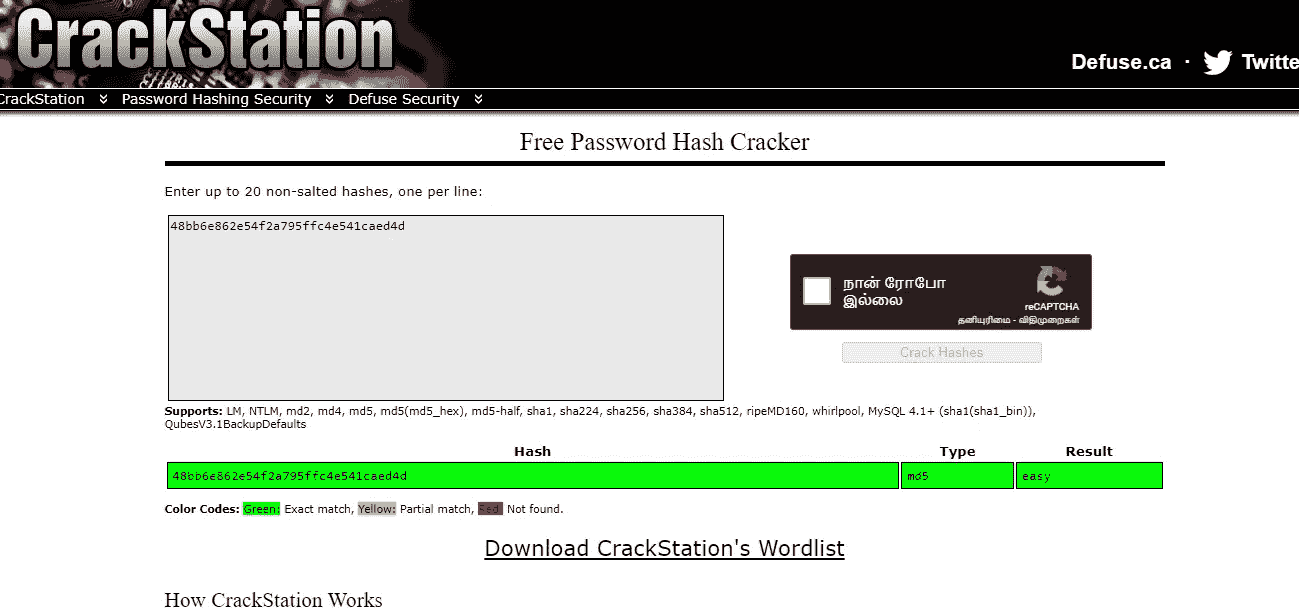 CrackStation
Defuse.ca · Twitte
CrackStation Password Hashing Security Defuse Security
Free Password Hash Cracker
Enter up to 20 non-salted hashes, one per line:
48bb6e862e54f2a795ffc4e541caed4d
நான் ரோபோ
இல்லை
reCAPTCHA
தனியுரிமை - விதிமுறைகள்
Crack Hashes
Supports: LM, NTLM, md2, md4, md5, md5(md5_hex), md5-half, sha1, sha224, sha256, sha384, sha512, ripeMD160, whirlpool, MySQL 4.1+ (sha1(sha1_bin)),
QubesV3.1BackupDefaults
Hash Type Result
48bb6e862e54f2a795ffc4e541caed4d md5 easy
Color Codes: Green: Exact match, Yellow: Partial match, Red: Not found.
Download CrackStation's Wordlist
How CrackStation Works